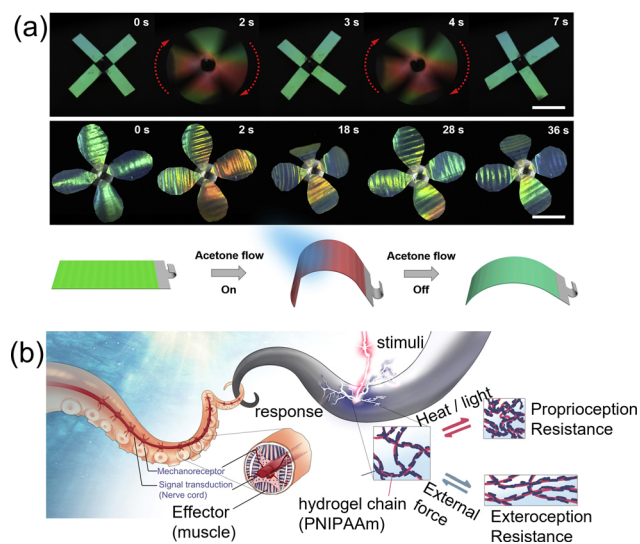 (a)
0 s
2 s
3 s
4 s
7 s
0 s
2 s
18 s
28 s
36 s
Acetone flow
On
Acetone flow
Off
(b)
stimuli
response
Heat / light
Proprioception
Resistance
Mechanoreceptor
Signal transduction
(Nerve cord)
Effector
(muscle)
hydrogel chain
(PNIPAAm)
External
force
Exteroception
Resistance